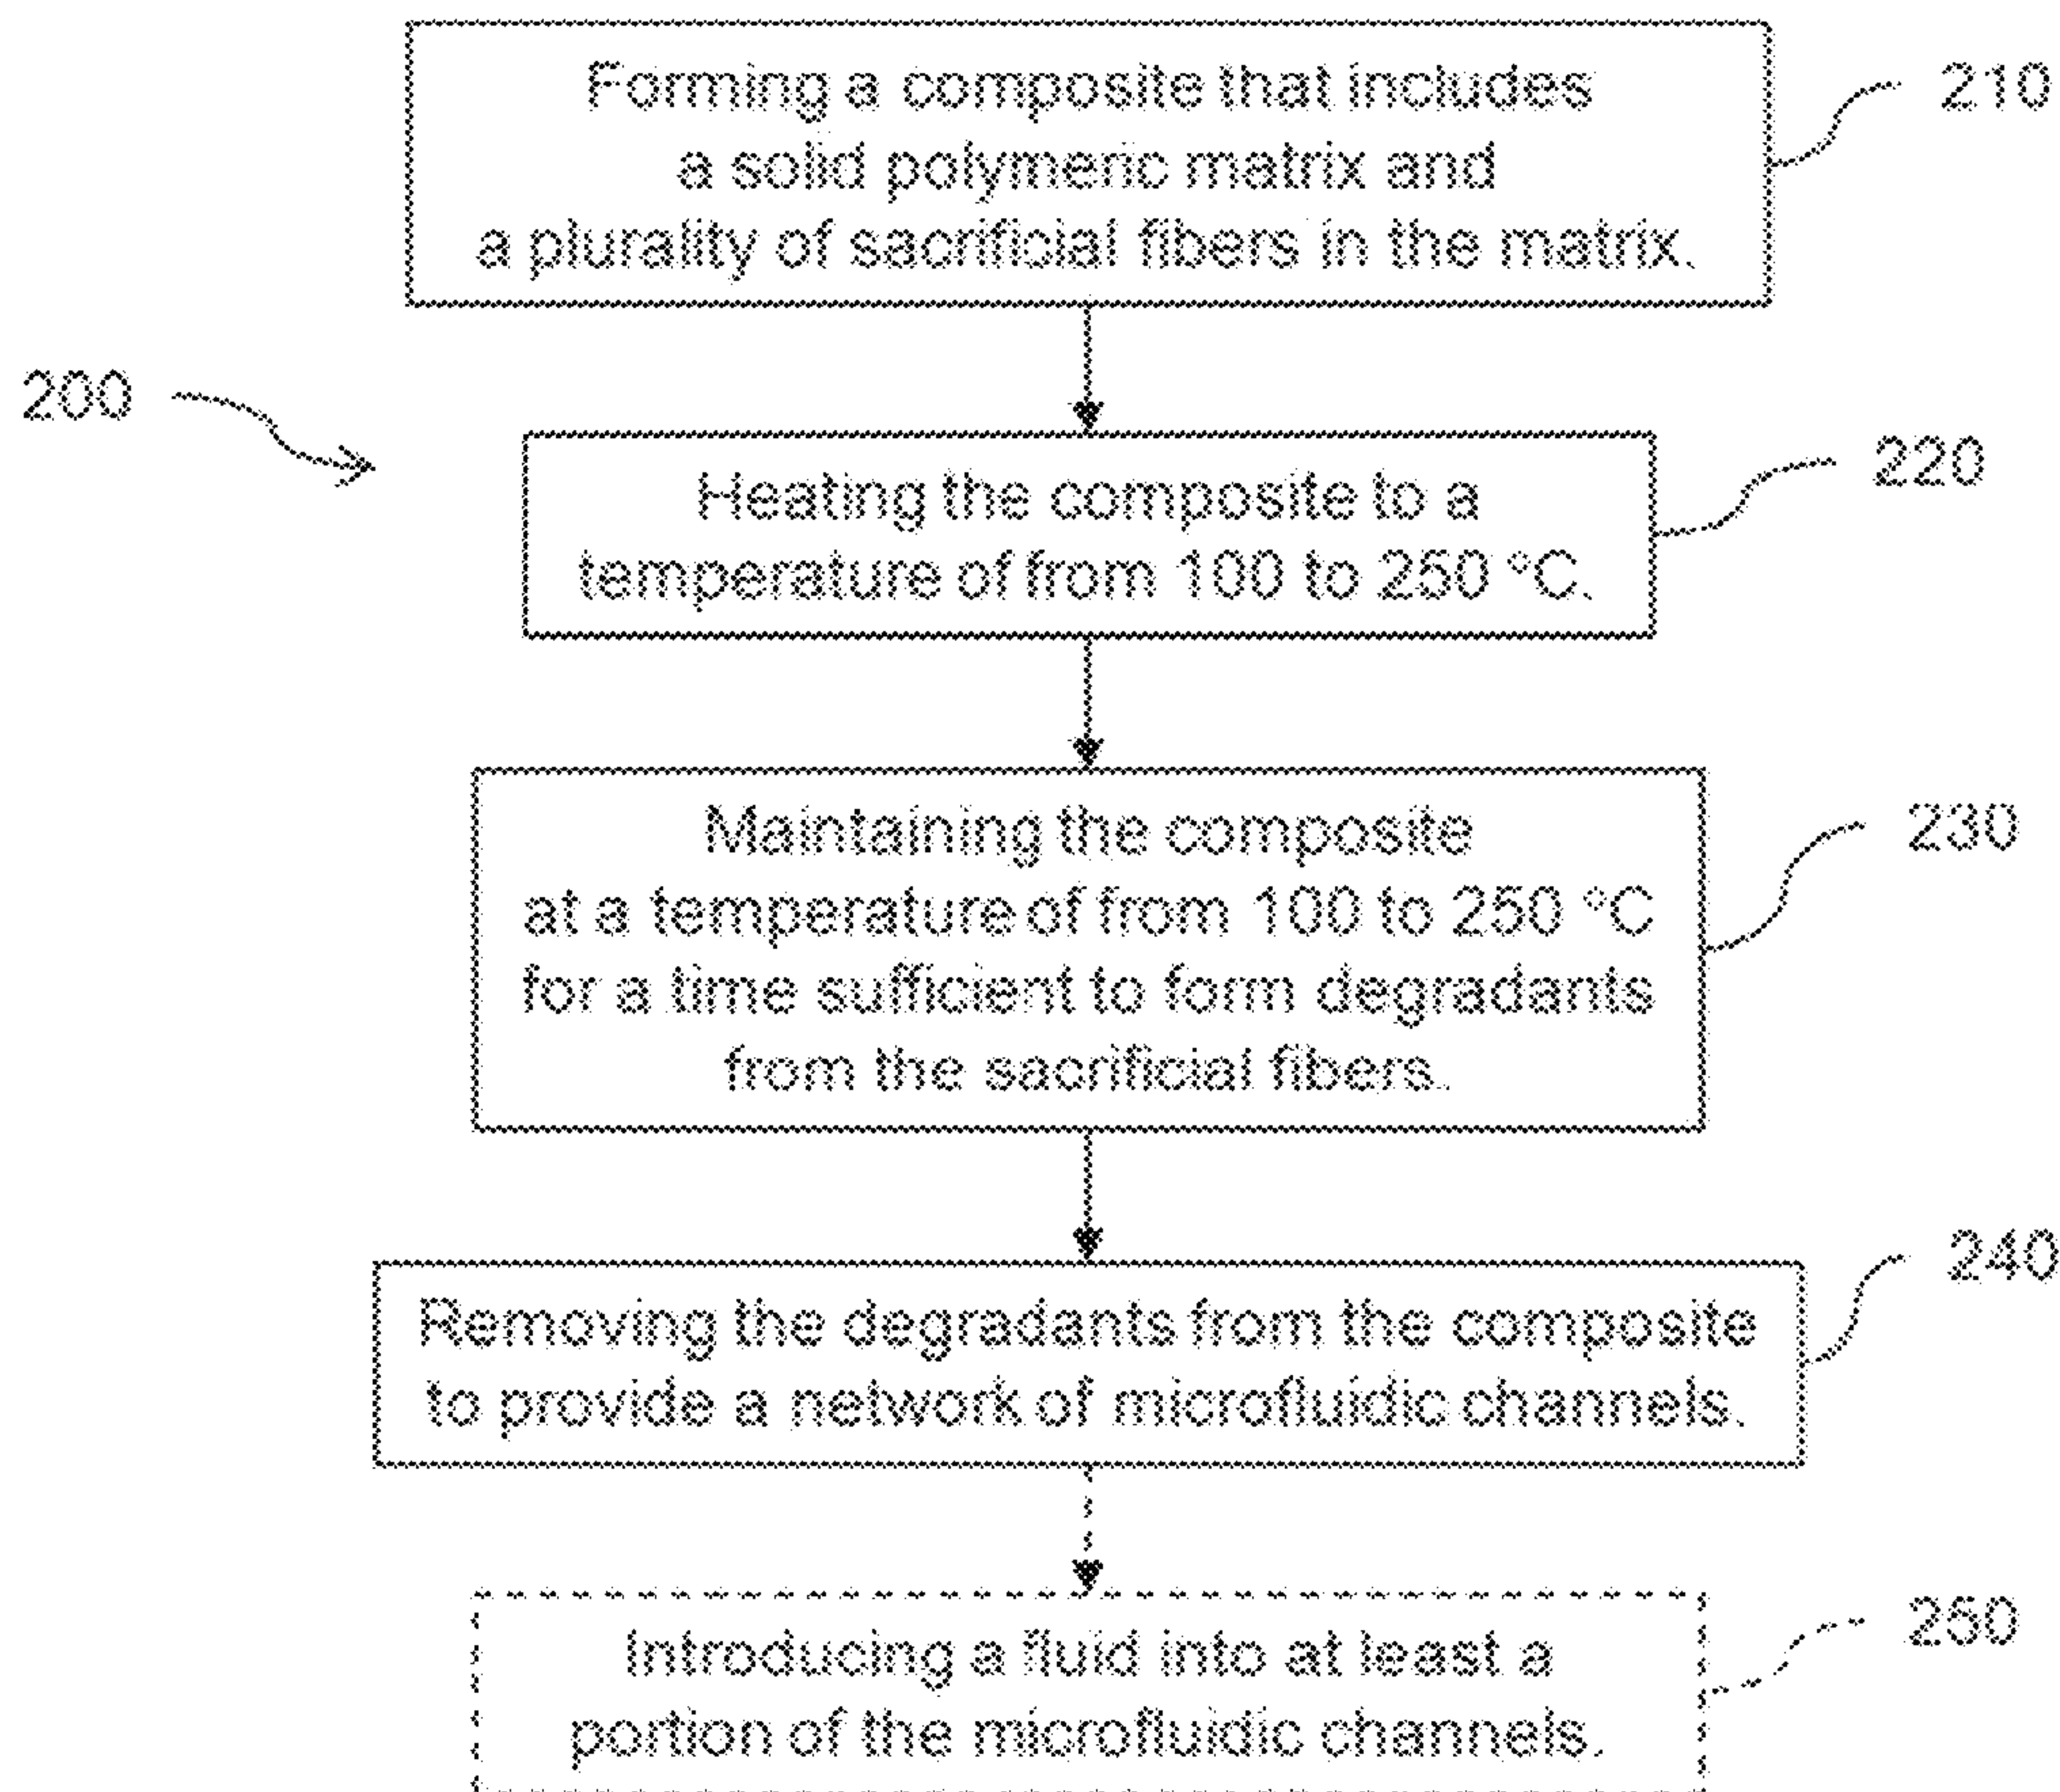 Forming a composite that includes
a solid polymeric matrix and
a plurality of sacrificial fibers in the matrix.
210
200
Heating the composite to a
temperature of from 100 to 250 °C.
220
Maintaining the composite
at a temperature of from 100 to 250 °C
for a time sufficient to form degradants
from the sacrificial fibers.
230
Removing the degradants from the composite
to provide a network of microfluidic channels.
240
Introducing a fluid into at least a
portion of the microfluidic channels.
250